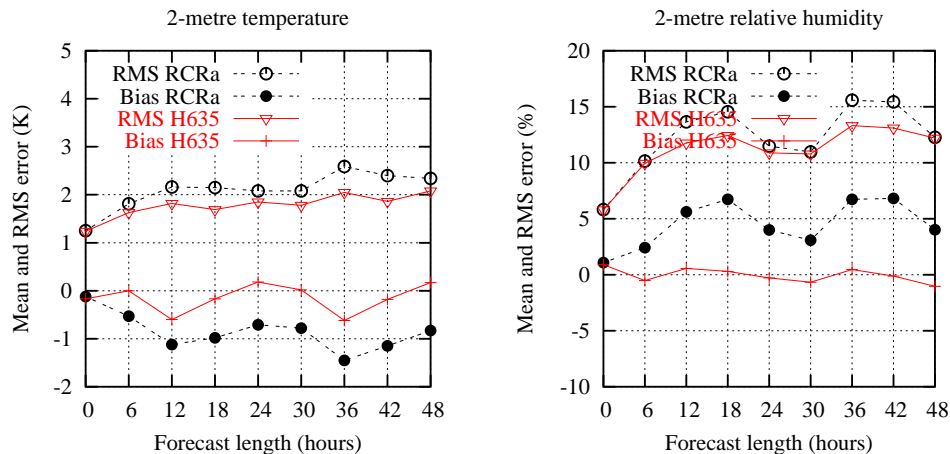 2-metre temperature
Mean and RMS error (K)
5
4
3
2
1
0
-1
-2
RMS RCRa
Bias RCRa
RMS H635
Bias H635
0 6 12 18 24 30 36 42 48
Forecast length (hours)
2-metre relative humidity
Mean and RMS error (%)
20
15
10
5
0
-5
-10
RMS RCRa
Bias RCRa
RMS H635
Bias H635
0 6 12 18 24 30 36 42 48
Forecast length (hours)